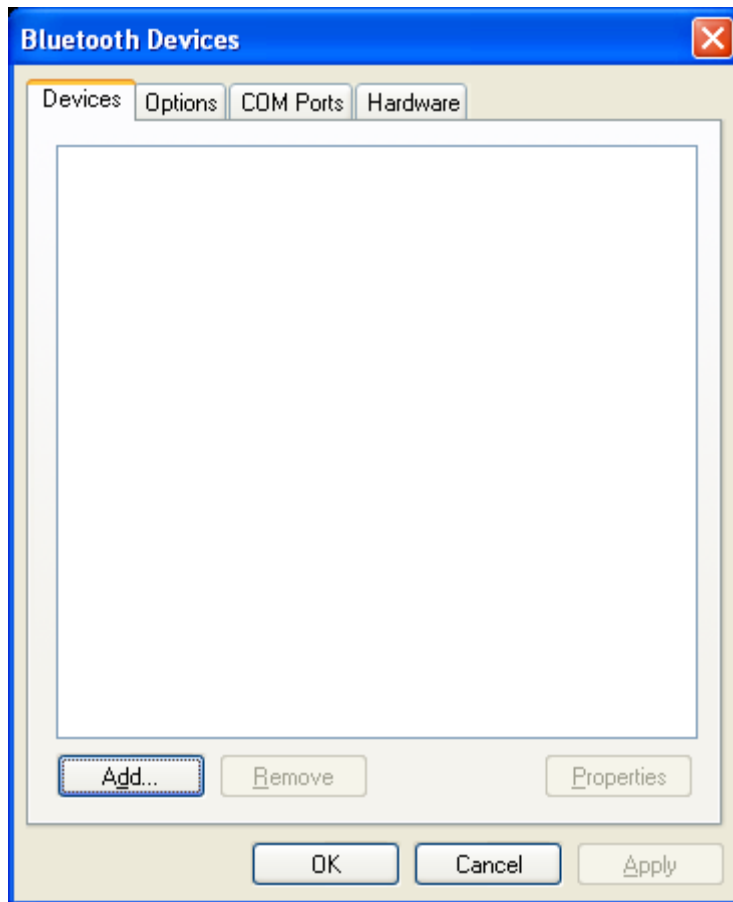 Bluetooth Devices
Devices Options COM Ports Hardware
Add... Remove Properties
OK Cancel Apply